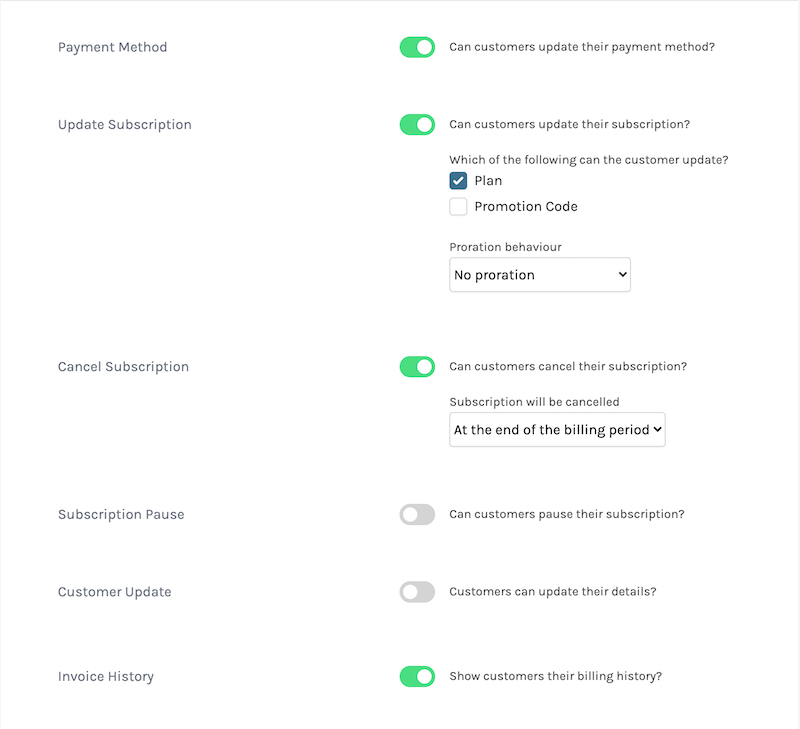 Payment Method
Can customers update their payment method?
Update Subscription
Can customers update their subscription?
Which of the following can the customer update?
Plan
Promotion Code
Proration behaviour
No proration
Cancel Subscription
Can customers cancel their subscription?
Subscription will be cancelled
At the end of the billing period
Subscription Pause
Can customers pause their subscription?
Customer Update
Customers can update their details?
Invoice History
Show customers their billing history?